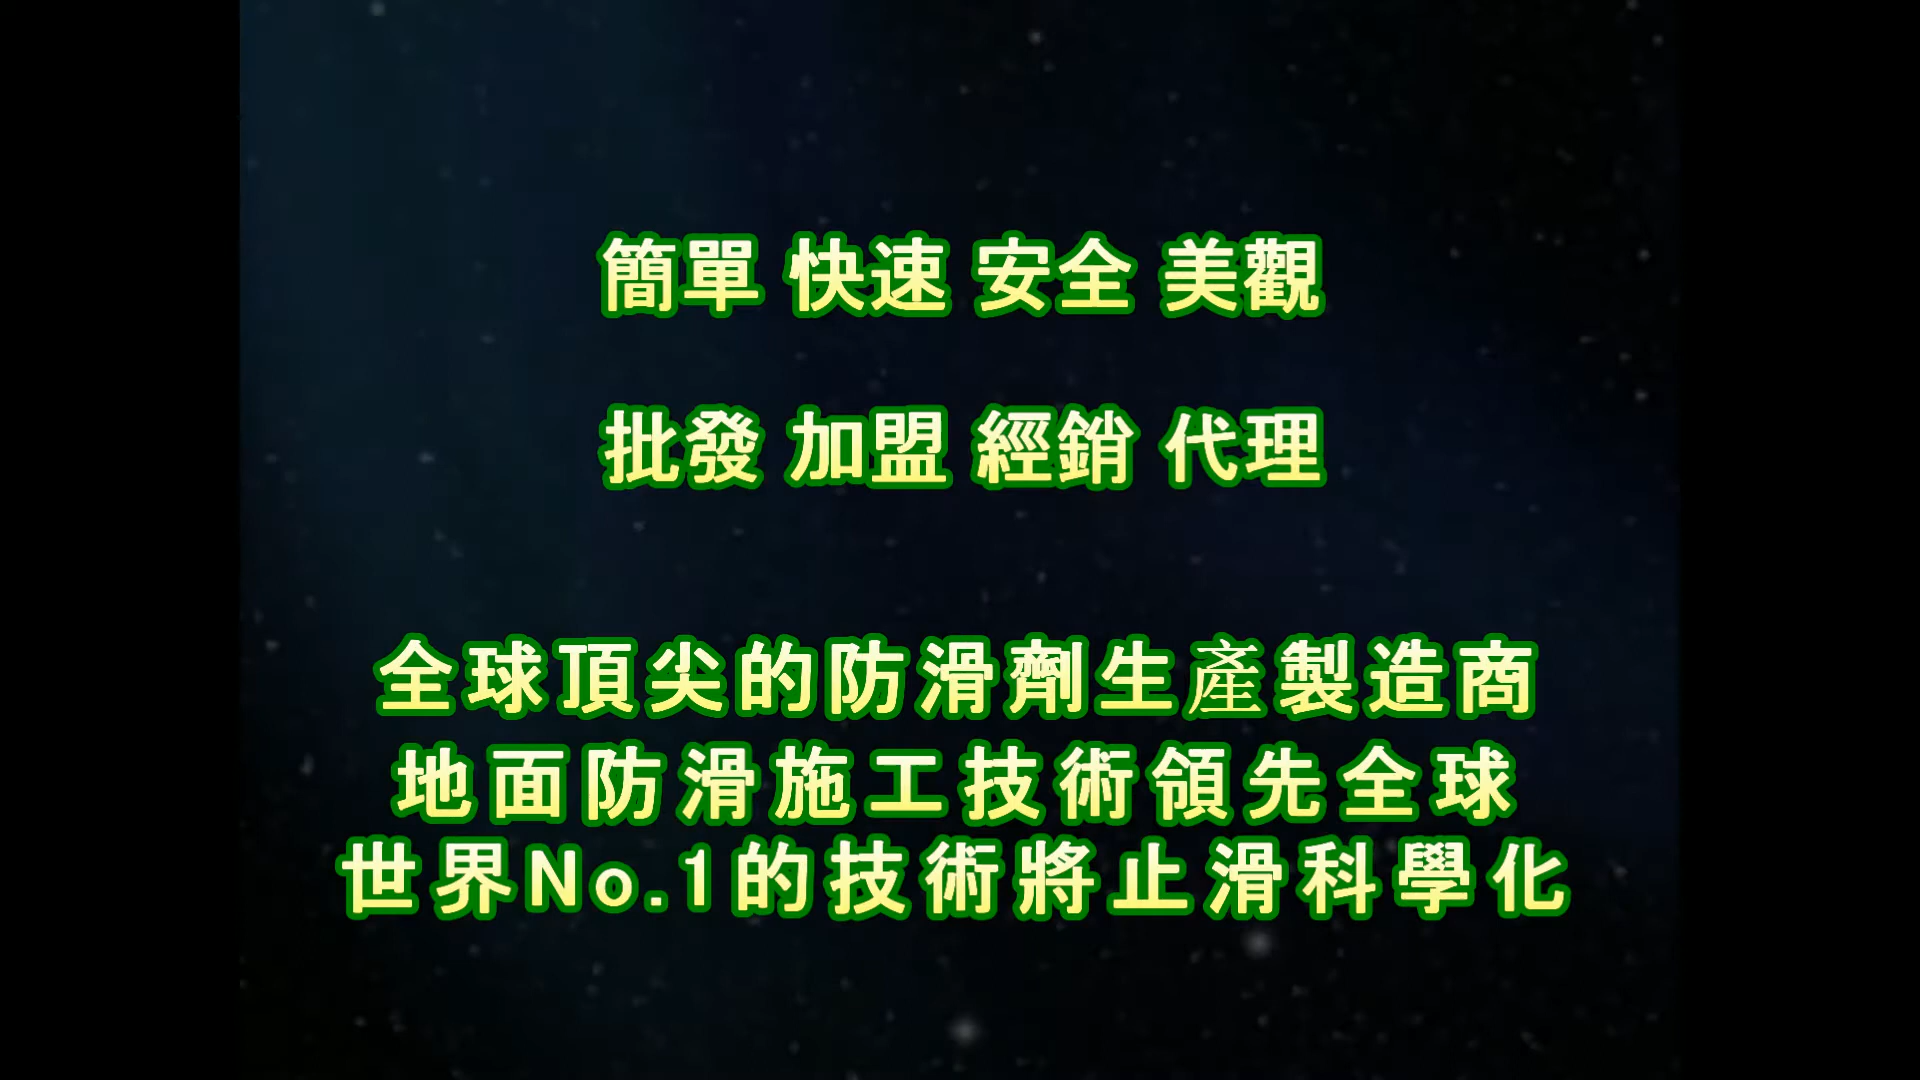 簡單 快速 安全 美觀
批發 加盟 經銷 代理
全球頂尖的防滑劑生產製造商
地面防滑施工技術領先全球
世界No.1的技術將止滑科學化